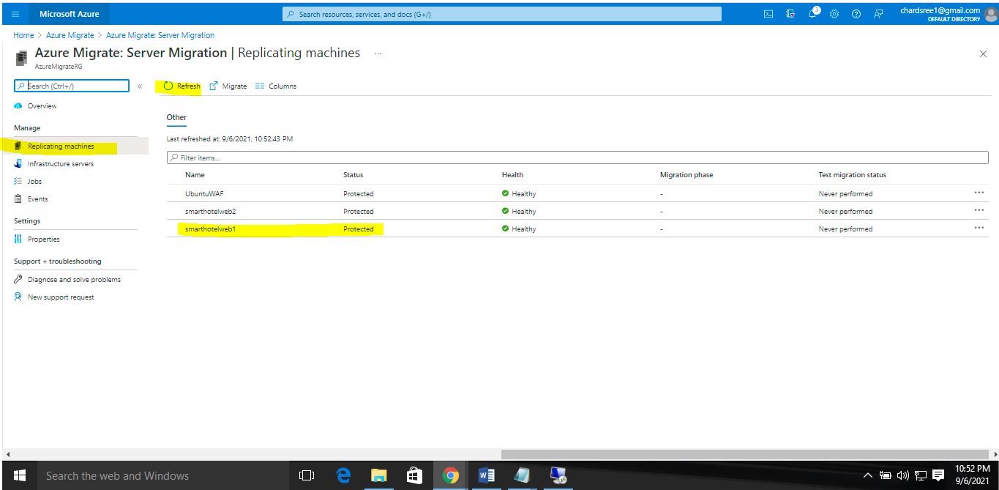 Microsoft Azure
Search resources, services, and docs (G+/)
3
chardsree1@gmail.com
DEFAULT DIRECTORY
Home > Azure Migrate > Azure Migrate: Server Migration
Azure Migrate: Server Migration | Replicating machines ...
AzureMigrateRG
Search (Ctrl+/)
«
Refresh Migrate Columns
Overview
Manage
Replicating machines
Infrastructure servers
Jobs
Events
Settings
Properties
Support + troubleshooting
Diagnose and solve problems
New support request
Other
Last refreshed at: 9/6/2021, 10:52:43 PM
Filter items...
Name Status Health Migration phase Test migration status
UbuntuWAF Protected Healthy - Never performed ...
smarthotelweb2 Protected Healthy - Never performed ...
smarthotelweb1 Protected Healthy - Never performed ...
Search the web and Windows
10:52 PM
9/6/2021